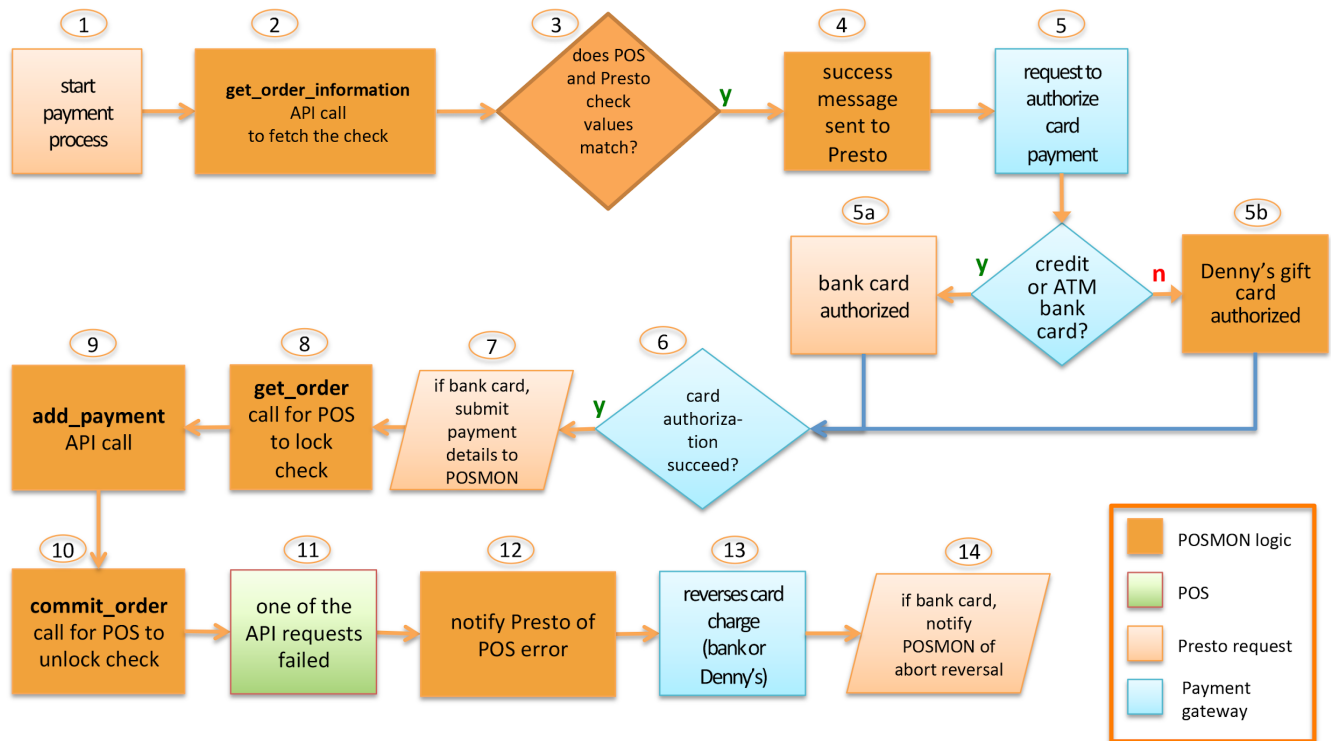 1
start
payment
process
2
get_order_information
API call
to fetch the check
3
does POS
and Presto
check
values
match?
y
4
success
message
sent to
Presto
5
request to
authorize
card
payment
5a
bank card
authorized
y
credit
or ATM
bank
card?
n
5b
Denny's gift
card
authorized
9
add_payment
API call
8
get_order
call for POS
to lock
check
7
if bank card,
submit
payment
details to
POSMON
y
6
card
authoriza-
tion
succeed?
10
commit_order
call for POS to
unlock check
11
one of the
API requests
failed
12
notify Presto of
POS error
13
reverses card
charge
(bank or
Denny's)
14
if bank card,
notify
POSMON of
abort reversal
POSMON logic
POS
Presto request
Payment
gateway